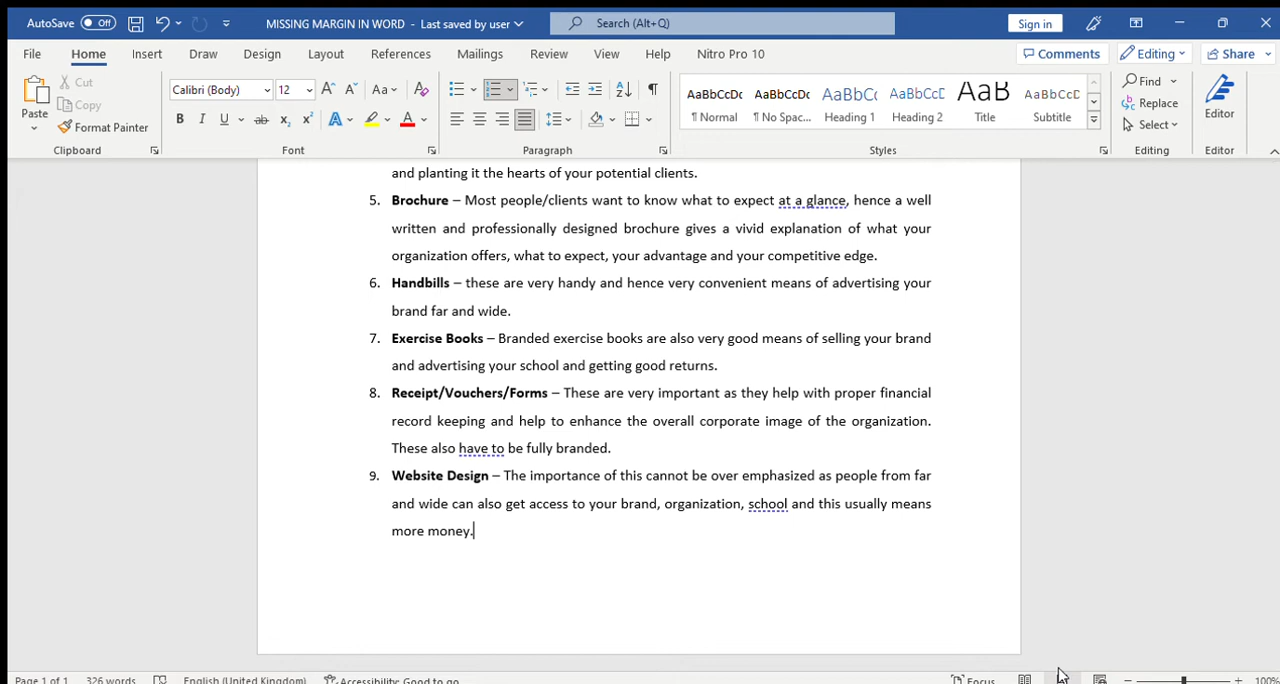 AutoSave Off MISSING MARGIN IN WORD - Last saved by user Search (Alt+Q) Sign in
File Home Insert Draw Design Layout References Mailings Review View Help Nitro Pro 10 Comments Editing Share
Paste Cut Copy Format Painter
Calibri (Body) 12 Aa
AaBbCcDc AaBbCcDc AaBbCc AaBbCcD AaB AaBbCcD
¶ Normal ¶ No Spac... Heading 1 Heading 2 Title Subtitle
Find Replace Select Editor
Clipboard Font Paragraph Styles Editing Editor
and planting it the hearts of your potential clients.
5. Brochure – Most people/clients want to know what to expect at a glance, hence a well
written and professionally designed brochure gives a vivid explanation of what your
organization offers, what to expect, your advantage and your competitive edge.
6. Handbills – these are very handy and hence very convenient means of advertising your
brand far and wide.
7. Exercise Books – Branded exercise books are also very good means of selling your brand
and advertising your school and getting good returns.
8. Receipt/Vouchers/Forms – These are very important as they help with proper financial
record keeping and help to enhance the overall corporate image of the organization.
These also have to be fully branded.
9. Website Design – The importance of this cannot be over emphasized as people from far
and wide can also get access to your brand, organization, school and this usually means
more money.
Page 1 of 1 326 words English (United Kingdom) Accessibility: Good to go Focus 100%